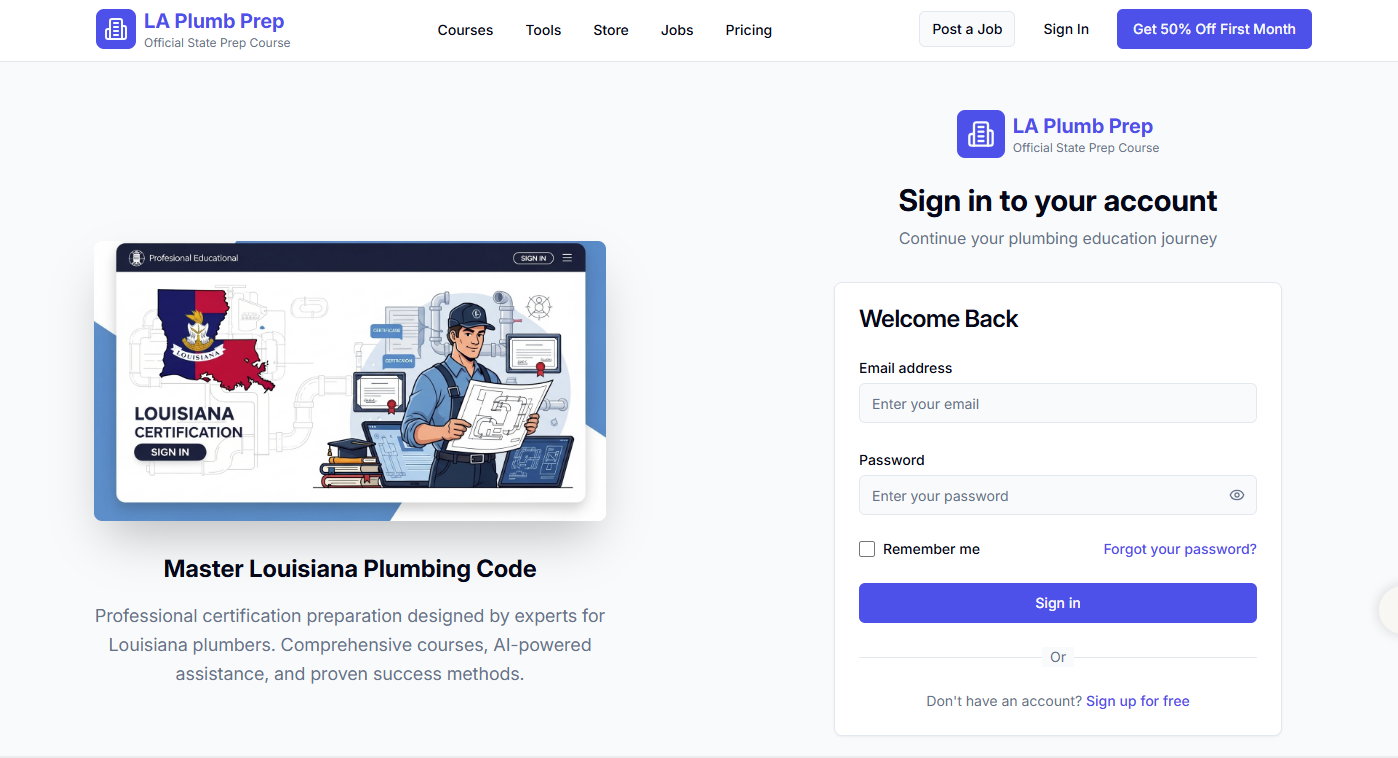 LA Plumb Prep
Official State Prep Course
Courses
Tools
Store
Jobs
Pricing
Post a Job
Sign In
Get 50% Off First Month
Profesional Educational
SIGN IN
LOUISIANA
LOUISIANA
CERTIFICATION
SIGN IN
Master Louisiana Plumbing Code
Professional certification preparation designed by experts for
Louisiana plumbers. Comprehensive courses, AI-powered
assistance, and proven success methods.
LA Plumb Prep
Official State Prep Course
Sign in to your account
Continue your plumbing education journey
Welcome Back
Email address
Enter your email
Password
Enter your password
Remember me
Forgot your password?
Sign in
Or
Don't have an account? Sign up for free